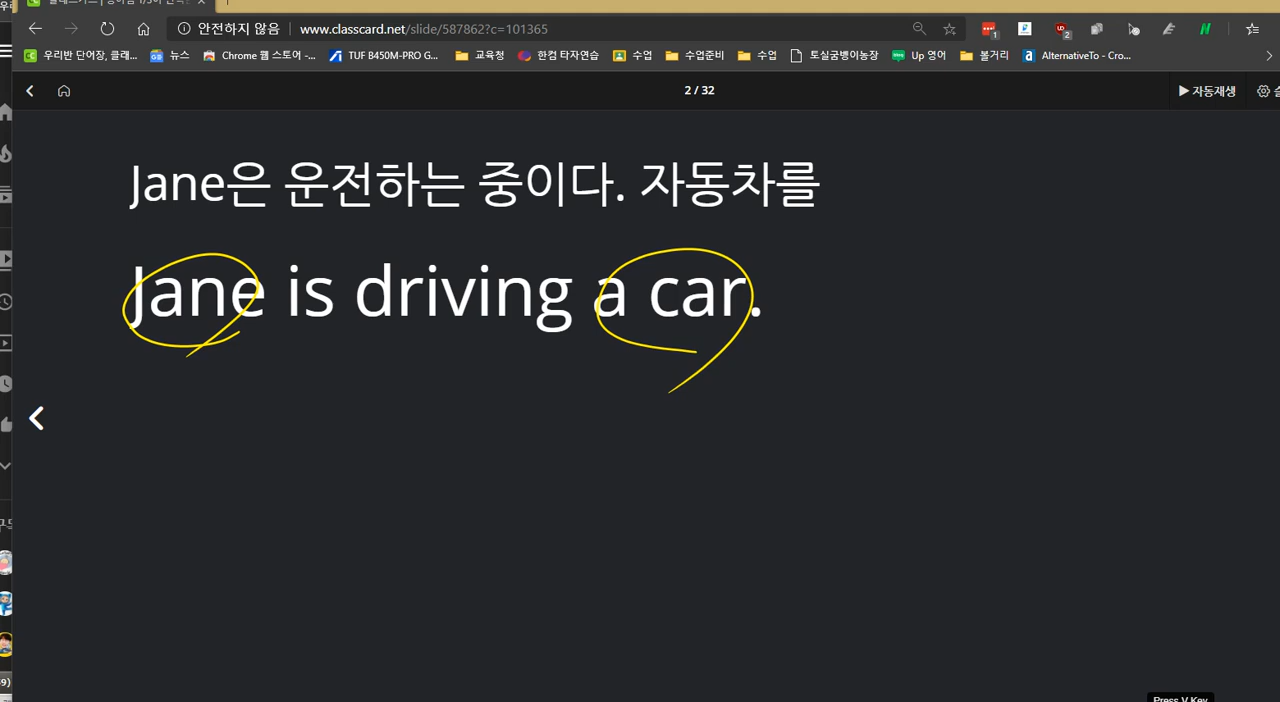 안전하지 않음 www.classcard.net/slide/587862?c=101365
우리반 단어장, 클래... 뉴스 Chrome 웹 스토어 -... TUF B450M-PRO G... 교육청 한컴 타자연습 수업 수업준비 수업 토실굼벵이농장 Up 영어 볼거리 AlternativeTo - Cro...
2 / 32 ▶ 자동재생
Jane은 운전하는 중이다. 자동차를
Jane is driving a car.
Press V Key